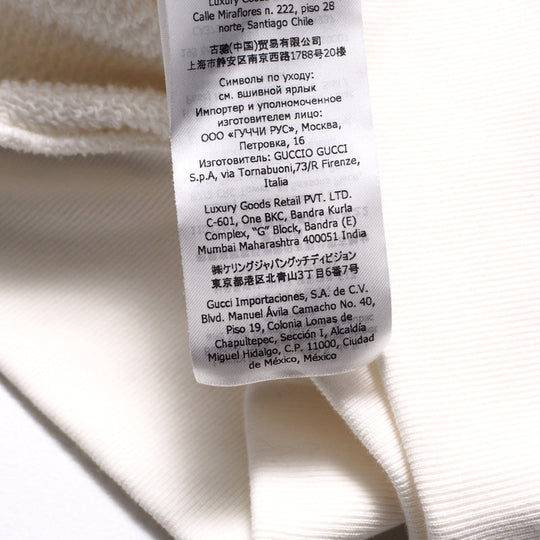 Luxury Goods
Calle Miraflores n. 222, piso 28
norte, Santiago Chile
古驰(中国)贸易有限公司
上海市静安区南京西路1788号20楼
Символы по уходу:
см. вшивной ярлык
Импортер и уполномоченное
изготовителем лицо:
ООО «ГУЧЧИ РУС», Москва,
Петровка, 16
Изготовитель: GUCCIO GUCCI
S.p.A, via Tornabuoni,73/R Firenze,
Italia
Luxury Goods Retail PVT. LTD.
C-601, One BKC, Bandra Kurla
Complex, “G” Block, Bandra (E)
Mumbai Maharashtra 400051 India
㈱ケリングジャパングッチディビジョン
東京都港区北青山3丁目6番7号
Gucci Importaciones, S.A. de C.V.
Blvd. Manuel Ávila Camacho No. 40,
Piso 19, Colonia Lomas de
Chapultepec, Sección I, Alcaldía
Miguel Hidalgo, C.P. 11000, Ciudad
de México, México